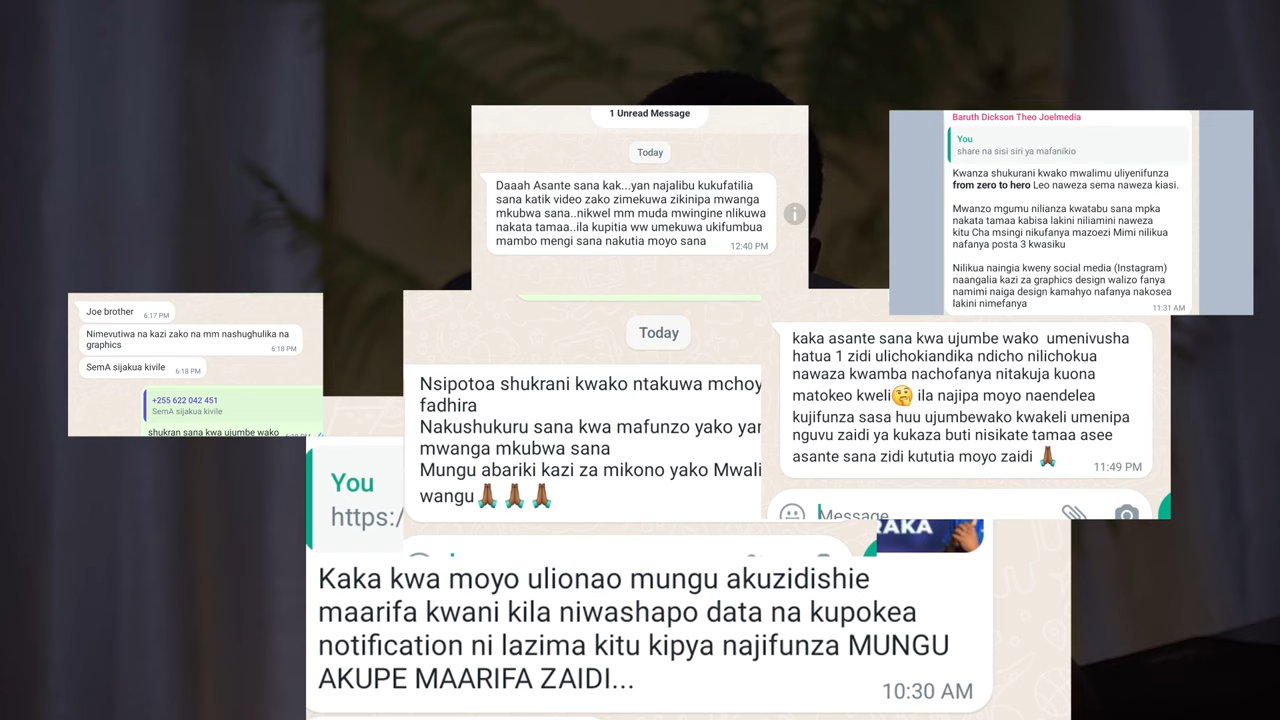 1 Unread Message
Today
Daaah Asante sana kak...yan najalibu kukufatilia
sana katik video zako zimekuwa zikinipa mwanga
mkubwa sana..nikwel mm muda mwingine nlikuwa
nakata tamaa..ila kupitia ww umekuwa ukifumbua
mambo mengi sana nakutia moyo sana
12:40 PM
Baruth Dickson Theo Joelmedia
You
share na sisi siri ya mafanikio
Kwanza shukurani kwako mwalimu uliyenifunza
from zero to hero Leo naweza sema naweza kiasi.
Mwanzo mgumu nilianza kwatabu sana mpka
nakata tamaa kabisa lakini niliamini naweza
kitu Cha msingi nikufanya mazoezi Mimi nilikua
nafanya posta 3 kwasiku
Nilikua naingia kweny social media (Instagram)
naangalia kazi za graphics design walizo fanya
namimi naiga design kamahyo nafanya nakosea
lakini nimefanya
11:31 AM
Joe brother
6:17 PM
Nimevutiwa na kazi zako na mm nashughulika na
graphics
6:18 PM
SemA sijakua kivile
6:18 PM
+255 622 042 451
SemA sijakua kivile
shukran sana kwa ujumbe wako
Today
Nsipotoa shukrani kwako ntakuwa mchoy
fadhira
Nakushukuru sana kwa mafunzo yako yan
mwanga mkubwa sana
Mungu abariki kazi za mikono yako Mwali
wangu🙏🏾🙏🏾🙏🏾
kaka asante sana kwa ujumbe wako umenivusha
hatua 1 zidi ulichokiandika ndicho nilichokua
nawaza kwamba nachofanya nitakuja kuona
matokeo kweli🤔 ila najipa moyo naendelea
kujifunza sasa huu ujumbewako kwakeli umenipa
nguvu zaidi ya kukaza buti nisikate tamaa asee
asante sana zidi kututia moyo zaidi 🙏🏾
11:49 PM
Message
You
https:/
RAKA
Kaka kwa moyo ulionao mungu akuzidishie
maarifa kwani kila niwashapo data na kupokea
notification ni lazima kitu kipya najifunza MUNGU
AKUPE MAARIFA ZAIDI...
10:30 AM